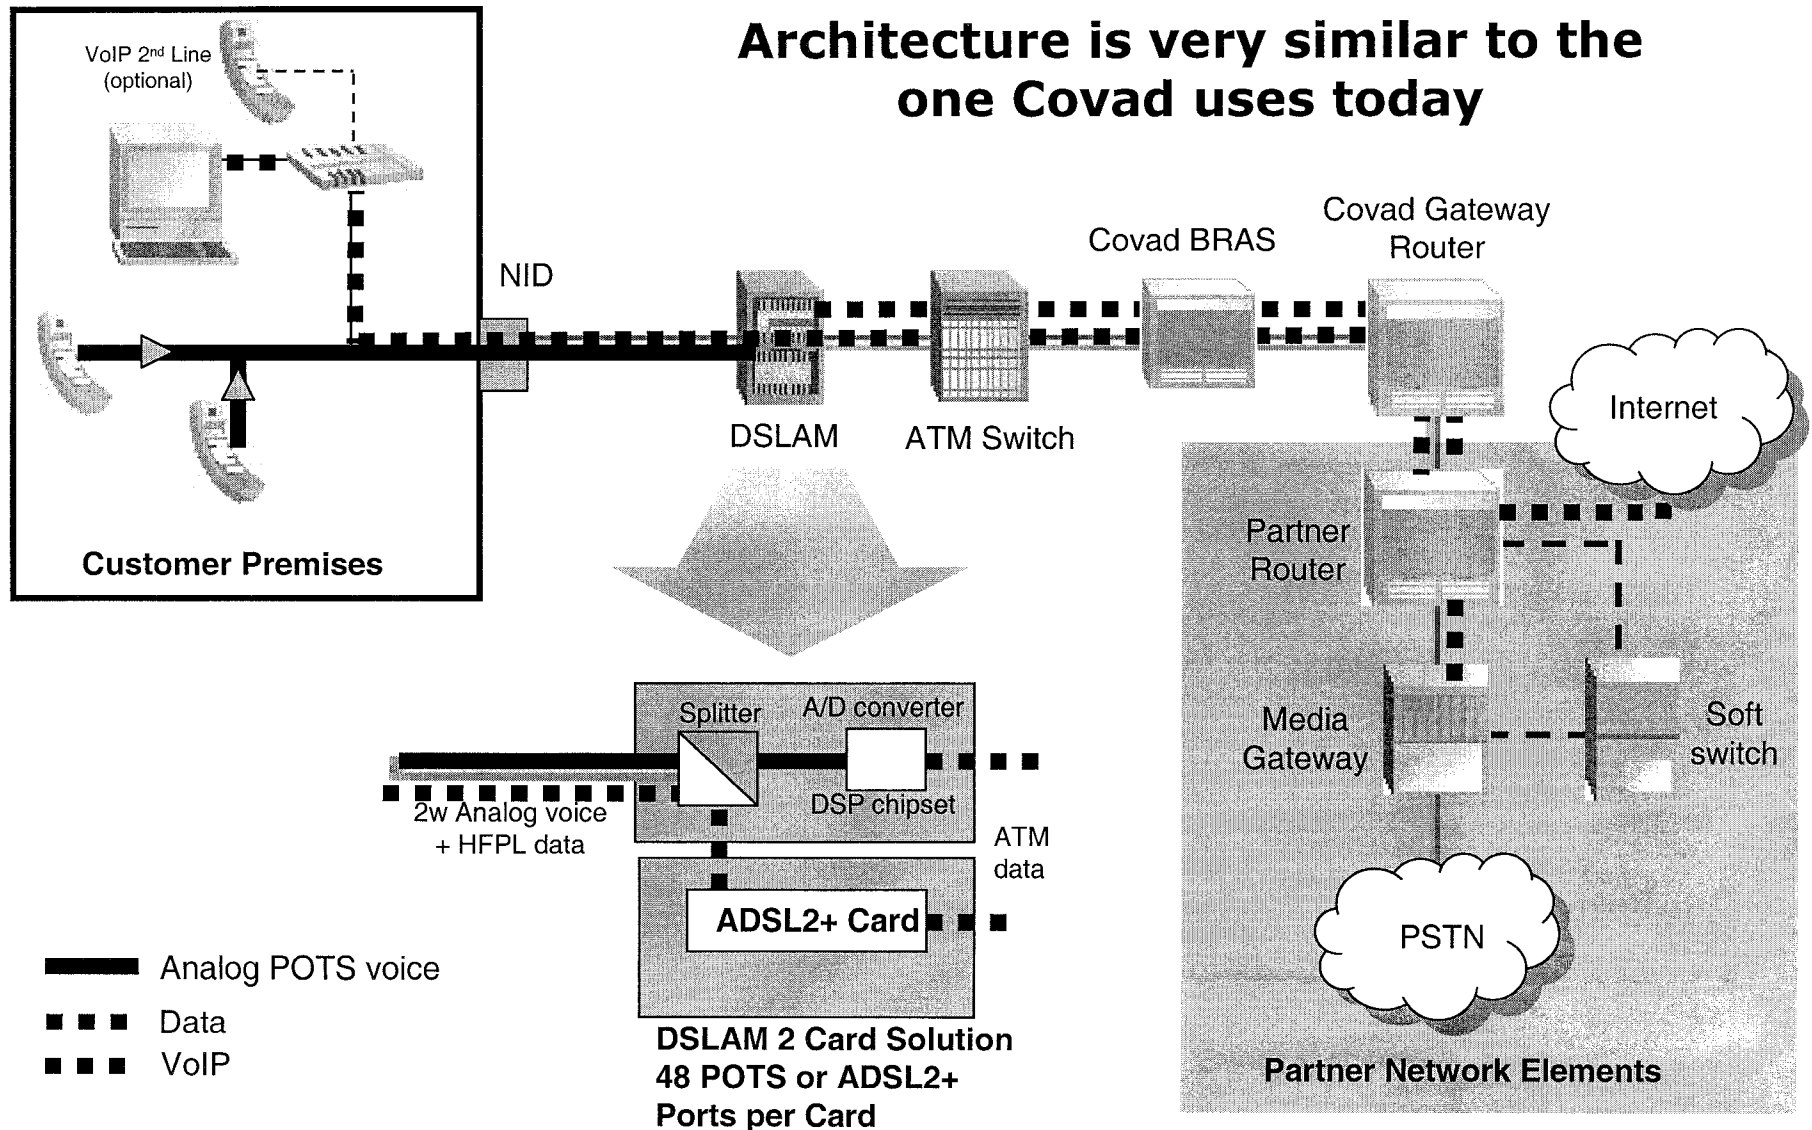 Architecture is very similar to the
one Covad uses today
VoIP 2nd Line
(optional)
NID
Customer Premises
DSLAM
ATM Switch
Covad BRAS
Covad Gateway
Router
Internet
Partner
Router
Media
Gateway
Soft
switch
PSTN
Partner Network Elements
Splitter
A/D converter
DSP chipset
2w Analog voice
+ HFPL data
ATM
data
ADSL2+ Card
DSLAM 2 Card Solution
48 POTS or ADSL2+
Ports per Card
Analog POTS voice
Data
VoIP